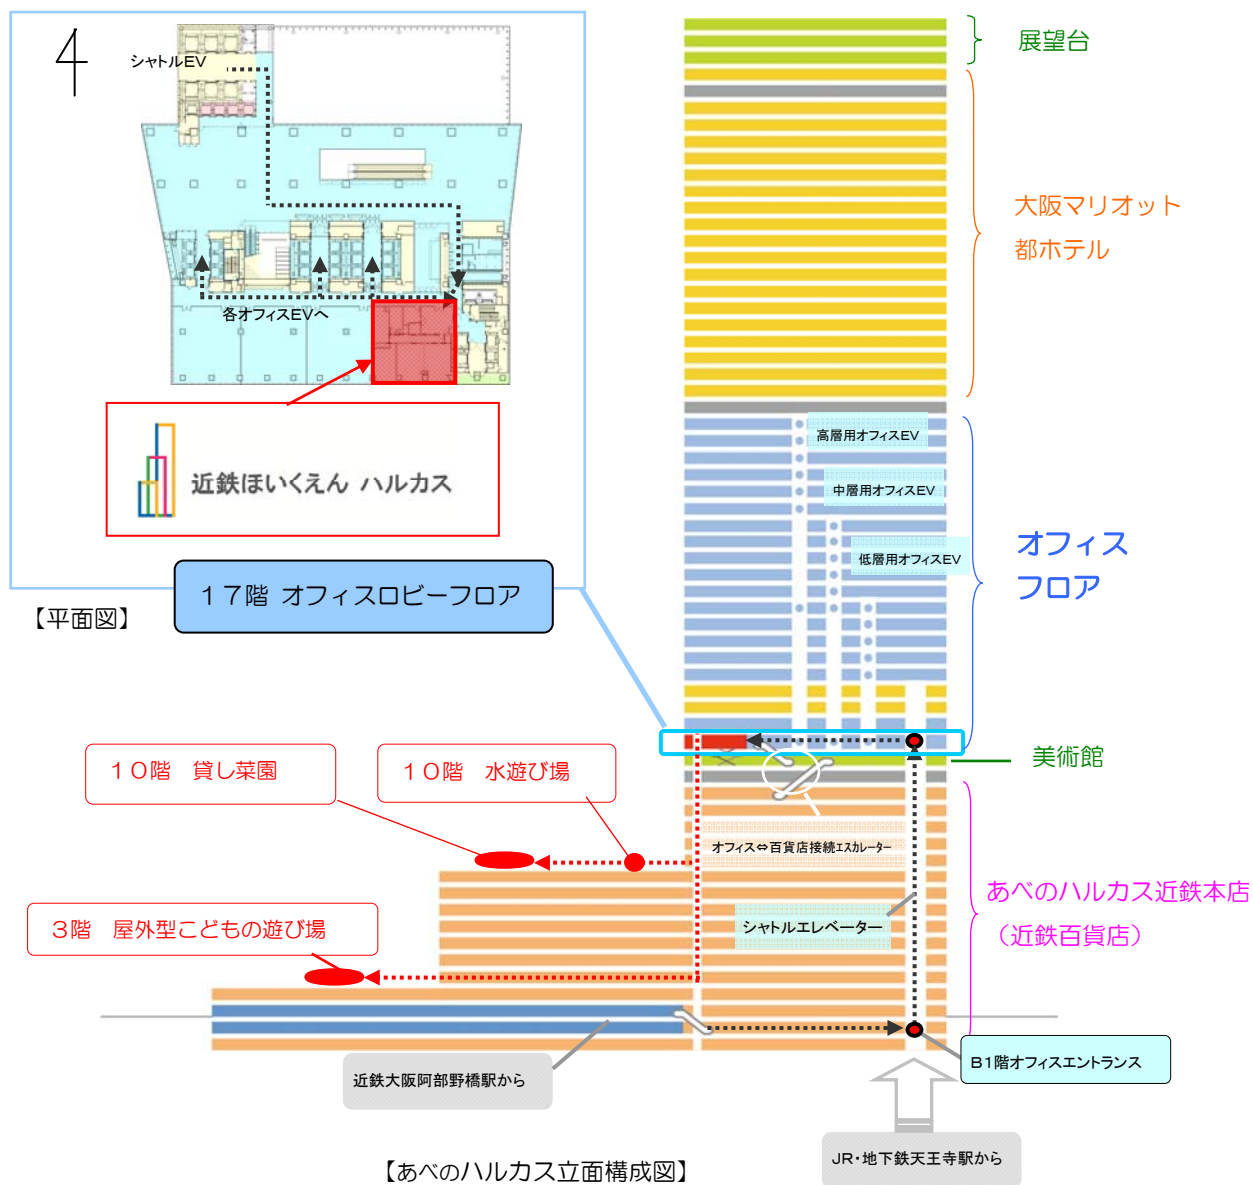 シャトルEV
各オフィスEVへ
近鉄ほいくえん ハルカス
17階 オフィスロビーフロア
【平面図】
展望台
大阪マリオット
都ホテル
高層用オフィスEV
中層用オフィスEV
低層用オフィスEV
オフィス
フロア
美術館
10階 貸し菜園
10階 水遊び場
3階 屋外型こどもの遊び場
オフィス⇔百貨店接続エスカレーター
シャトルエレベーター
あべのハルカス近鉄本店
（近鉄百貨店）
近鉄大阪阿部野橋駅から
B1階オフィスエントランス
JR・地下鉄天王寺駅から
【あべのハルカス立面構成図】